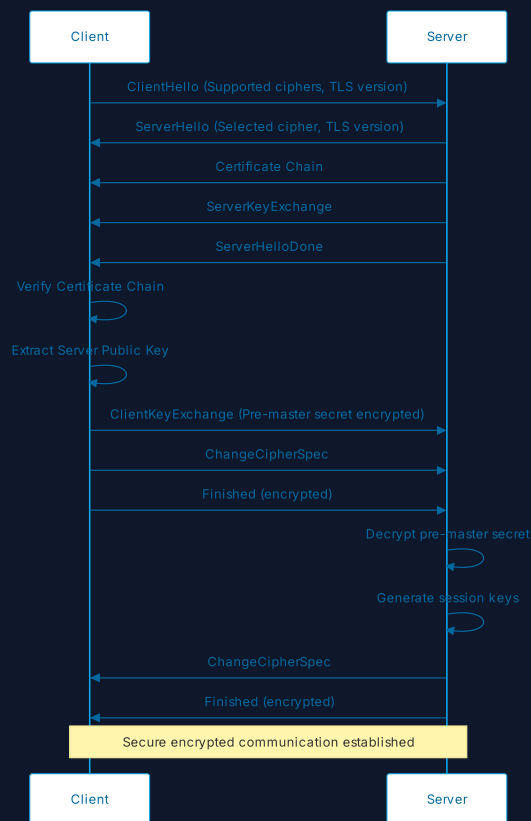 Client Server
ClientHello (Supported ciphers, TLS version)
ServerHello (Selected cipher, TLS version)
Certificate Chain
ServerKeyExchange
ServerHelloDone
Verify Certificate Chain
Extract Server Public Key
ClientKeyExchange (Pre-master secret encrypted)
ChangeCipherSpec
Finished (encrypted)
Decrypt pre-master secret
Generate session keys
ChangeCipherSpec
Finished (encrypted)
Secure encrypted communication established
Client Server